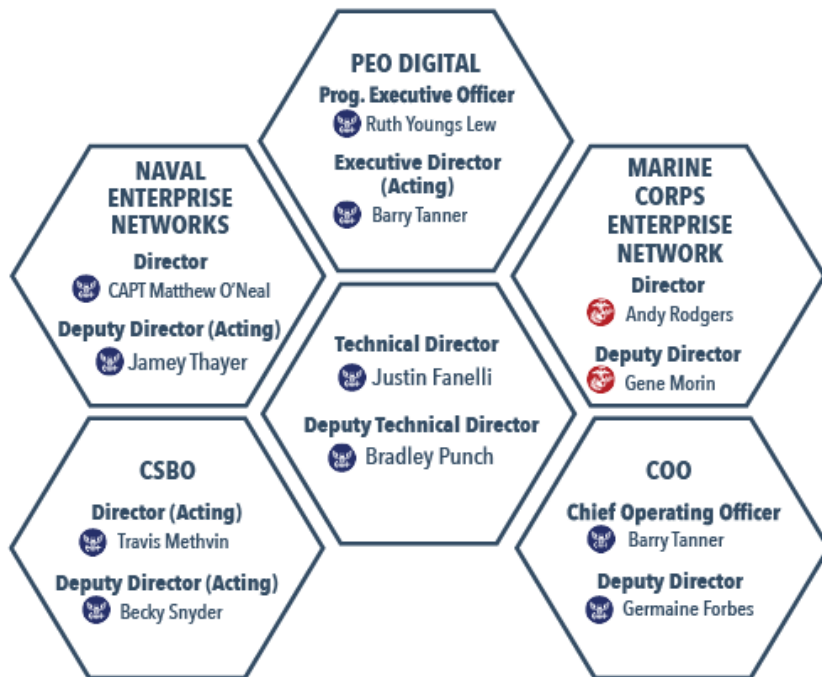 PEO DIGITAL
Prog. Executive Officer
Ruth Youngs Lew
Executive Director
(Acting)
Barry Tanner
NAVAL
ENTERPRISE
NETWORKS
Director
CAPT Matthew O'Neal
Deputy Director (Acting)
Jamey Thayer
MARINE
CORPS
ENTERPRISE
NETWORK
Director
Andy Rodgers
Deputy Director
Gene Morin
Technical Director
Justin Fanelli
Deputy Technical Director
Bradley Punch
CSBO
Director (Acting)
Travis Methvin
Deputy Director (Acting)
Becky Snyder
COO
Chief Operating Officer
Barry Tanner
Deputy Director
Germaine Forbes